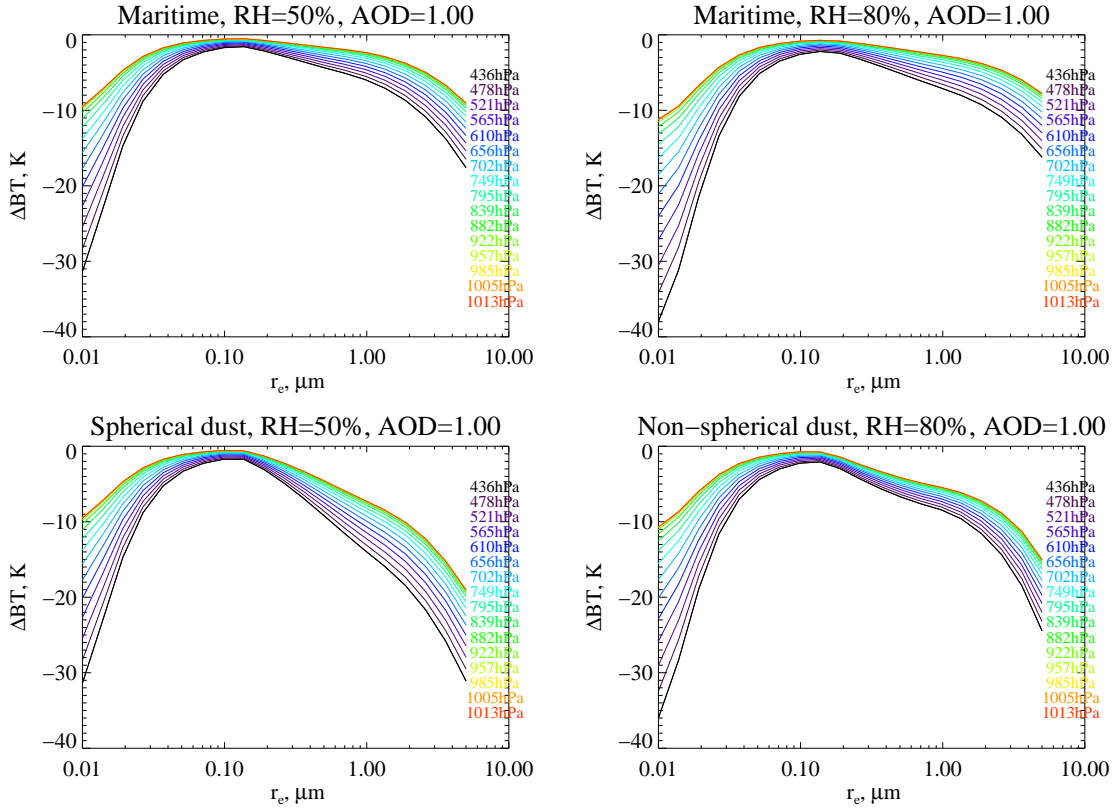 Maritime, RH=50%, AOD=1.00
0
−10
−20
−30
−40
ΔBT, K
436hPa
478hPa
521hPa
565hPa
610hPa
656hPa
702hPa
749hPa
795hPa
839hPa
882hPa
922hPa
957hPa
985hPa
1005hPa
1013hPa
0.01 0.10 1.00 10.00
r_e, μm
Maritime, RH=80%, AOD=1.00
0
−10
−20
−30
−40
ΔBT, K
436hPa
478hPa
521hPa
565hPa
610hPa
656hPa
702hPa
749hPa
795hPa
839hPa
882hPa
922hPa
957hPa
985hPa
1005hPa
1013hPa
0.01 0.10 1.00 10.00
r_e, μm
Spherical dust, RH=50%, AOD=1.00
0
−10
−20
−30
−40
ΔBT, K
436hPa
478hPa
521hPa
565hPa
610hPa
656hPa
702hPa
749hPa
795hPa
839hPa
882hPa
922hPa
957hPa
985hPa
1005hPa
1013hPa
0.01 0.10 1.00 10.00
r_e, μm
Non−spherical dust, RH=80%, AOD=1.00
0
−10
−20
−30
−40
ΔBT, K
436hPa
478hPa
521hPa
565hPa
610hPa
656hPa
702hPa
749hPa
795hPa
839hPa
882hPa
922hPa
957hPa
985hPa
1005hPa
1013hPa
0.01 0.10 1.00 10.00
r_e, μm